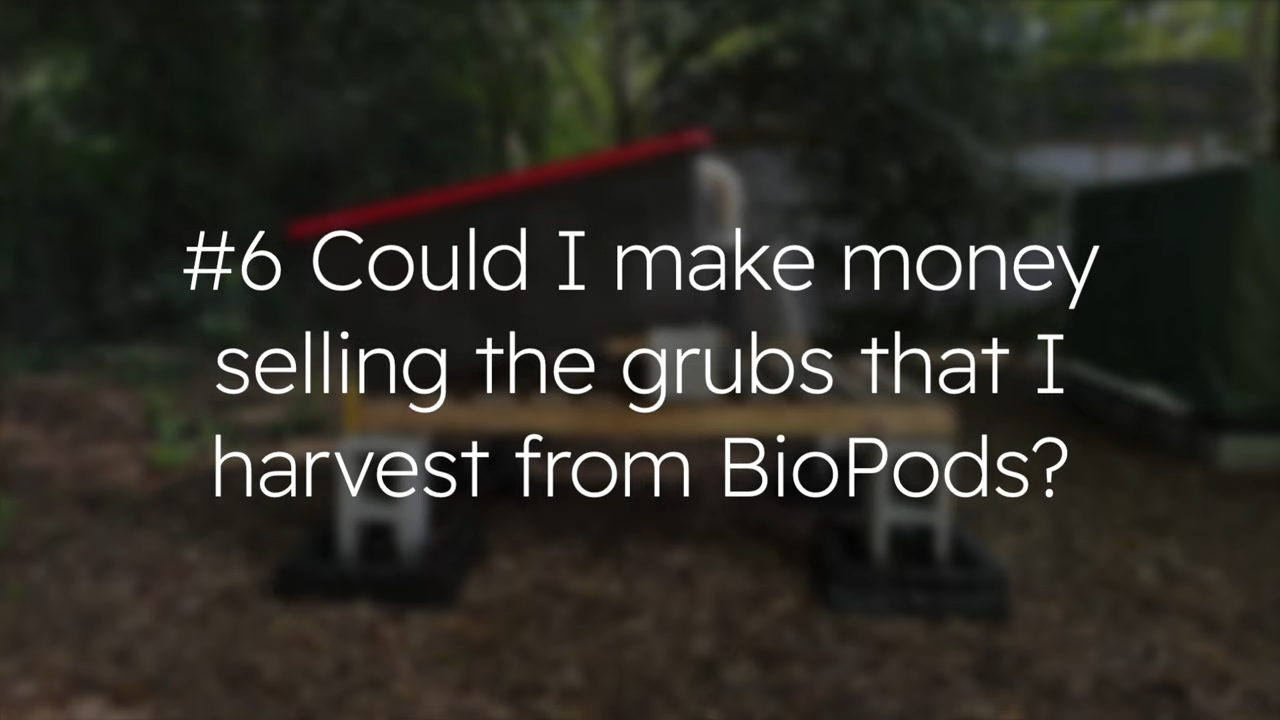 #6 Could I make money
selling the grubs that I
harvest from BioPods?